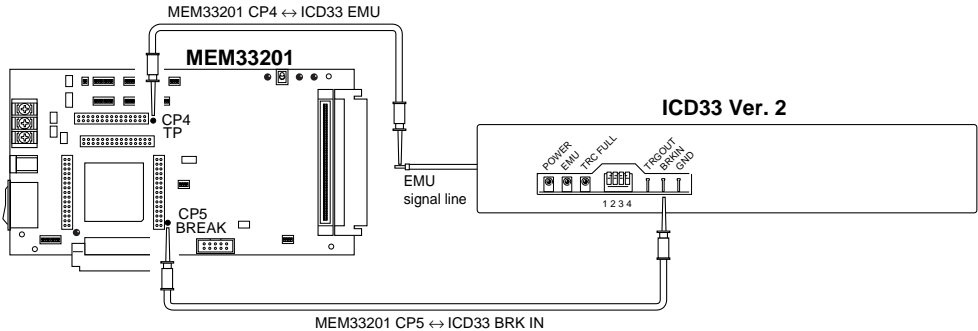 MEM33201 CP4 ↔ ICD33 EMU
MEM33201
ICD33 Ver. 2
CP4
TP
POWER
EMU
TRC FULL
TRGOUT
BRKIN
GND
EMU
signal line
1 2 3 4
CP5
BREAK
MEM33201 CP5 ↔ ICD33 BRK IN